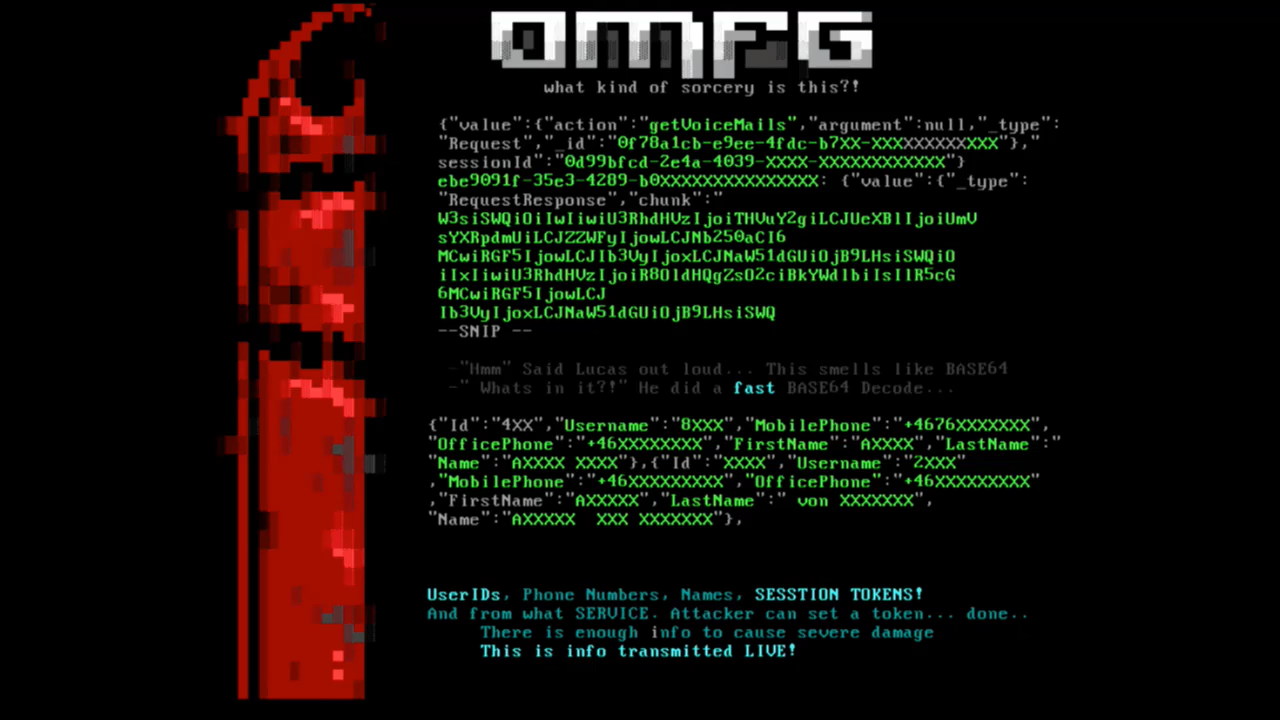 OMFG
what kind of sorcery is this?!
{"value":{"action":"getVoiceMails","argument":null,"_type":
"Request","_id":"0f78a1cb-e9ee-4fdc-b7XX-XXXXXXXXXXXX"},"
sessionId":"0d99bfcd-2e4a-4039-XXXX-XXXXXXXXXXXX"}
ebe9091f-35e3-4289-b0XXXXXXXXXXXXXXX: {"value":{"_type":
"RequestResponse","chunk":"
W3siSWQiOiIwIiwiU3RhdHVzIjoiTHVuY2giLCJUeXBlIjoiUmV
sYXRpdmUiLCJZZWFyIjowLCJNb250aCI6
MCwiRGF5IjowLCJIb3VyIjoxLCJNaW51dGUiOjB9LHsiSWQiO
iIxIiwiU3RhdHVzIjoiR8O1dHQgZsO2ciBkYWdlbiIsIlR5cG
6MCwiRGF5IjowLCJ
Ib3VyIjoxLCJNaW51dGUiOjB9LHsiSWQ
--SNIP --
-"Hmm" Said Lucas out loud... This smells like BASE64
-" Whats in it?!" He did a fast BASE64 Decode...
{"Id":"4XX","Username":"8XXX","MobilePhone":"+4676XXXXXXX",
"OfficePhone":"+46XXXXXXXX","FirstName":"AXXXX","LastName":"
"Name":"AXXXX XXXX"},{"Id":"XXXX","Username":"2XXX"
,"MobilePhone":"+46XXXXXXXXX","OfficePhone":"+46XXXXXXXXX"
,"FirstName":"AXXXXX","LastName":" von XXXXXXX",
"Name":"AXXXXX  XXX XXXXXXX"},
UserIDs, Phone Numbers, Names, SESSTION TOKENS!
And from what SERVICE. Attacker can set a token... done..
There is enough info to cause severe damage
This is info transmitted LIVE!